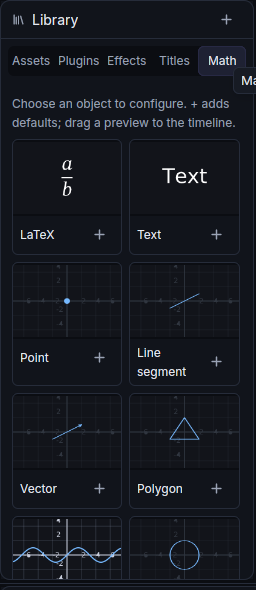 Library
Assets Plugins Effects Titles Math
Choose an object to configure. + adds
defaults; drag a preview to the timeline.
a
b
Text
LaTeX
Text
Point
Line
segment
Vector
Polygon